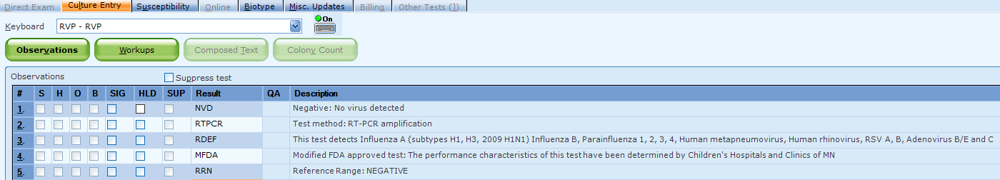 Direct Exam Culture Entry Susceptibility Online Biotype Misc. Updates Billing Other Tests (1)
Keyboard RVP - RVP On
Observations Workups Composed Text Colony Count
Observations Suppress test
# S H O B SIG HLD SUP Result QA Description
1. NVD Negative: No virus detected
2. RTPCR Test method: RT-PCR amplification
3. RDEF This test detects Influenza A (subtypes H1, H3, 2009 H1N1) Influenza B, Parainfluenza 1, 2, 3, 4, Human metapneumovirus, Human rhinovirus, RSV A, B, Adenovirus B/E and C
4. MFDA Modified FDA approved test: The performance characteristics of this test have been determined by Children's Hospitals and Clinics of MN
5. RRN Reference Range: NEGATIVE